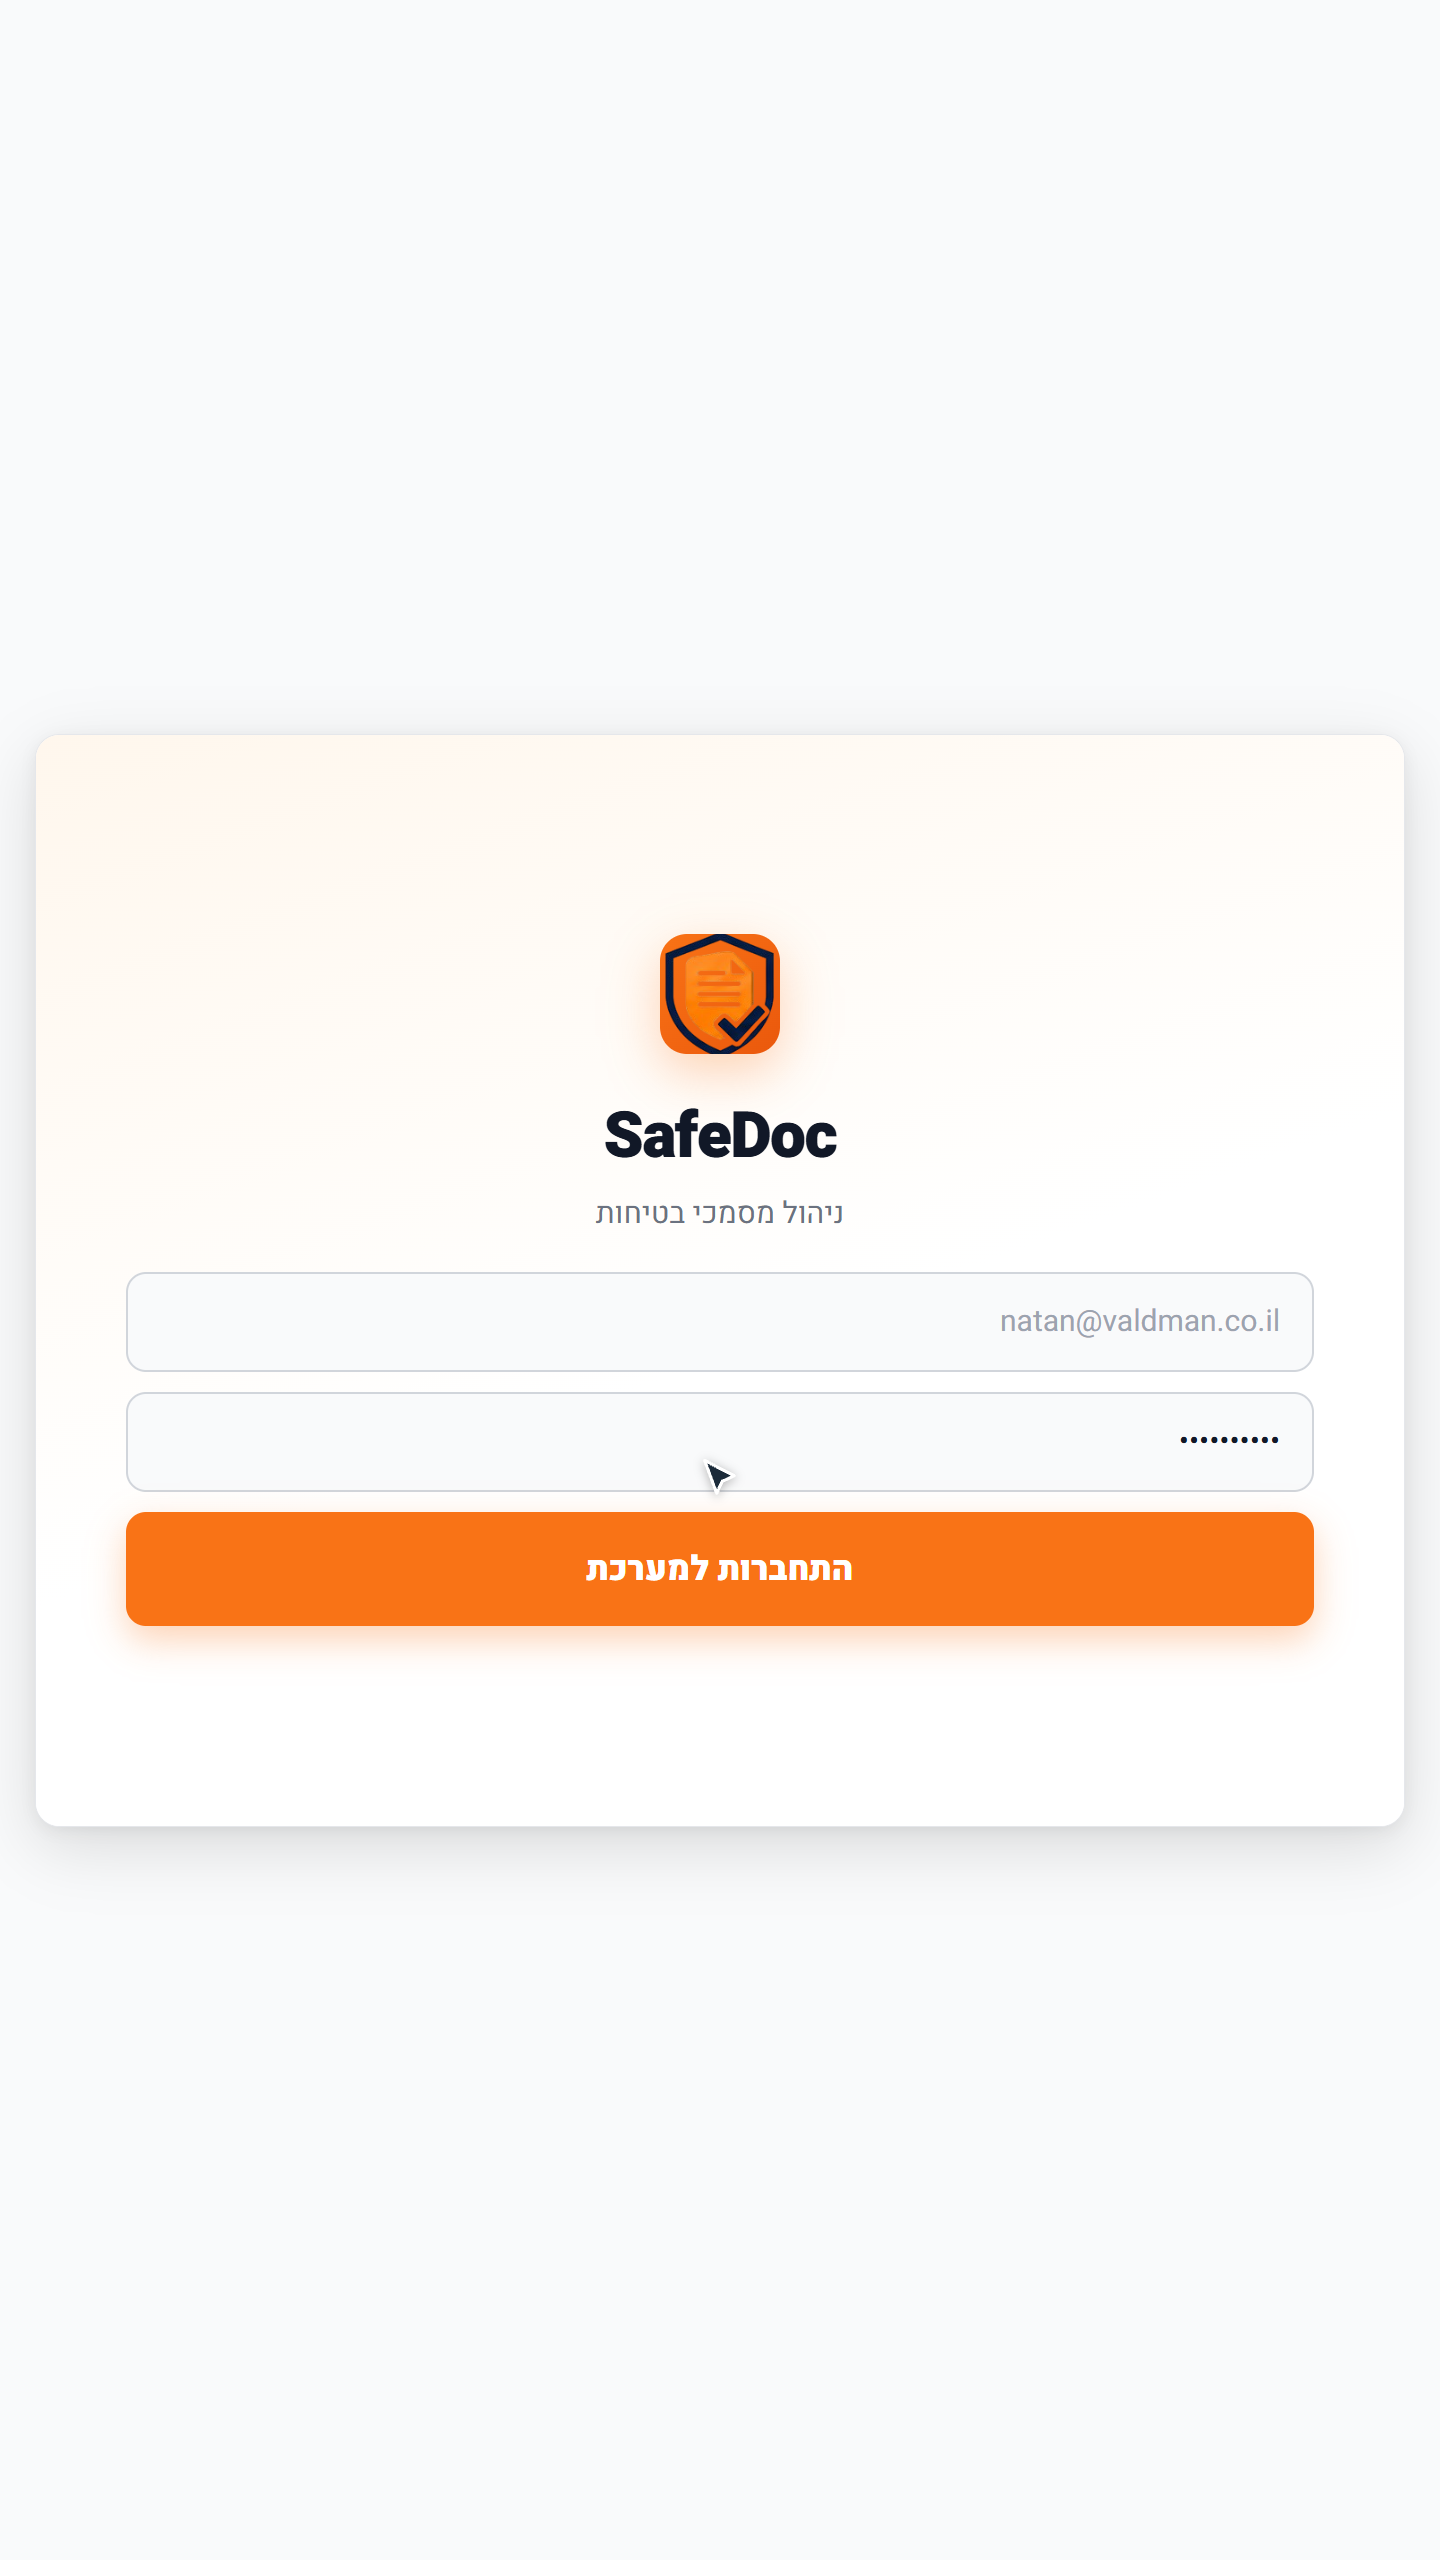 SafeDoc
ניהול מסמכי בטיחות
natan@valdman.co.il
••••••••••
התחברות למערכת